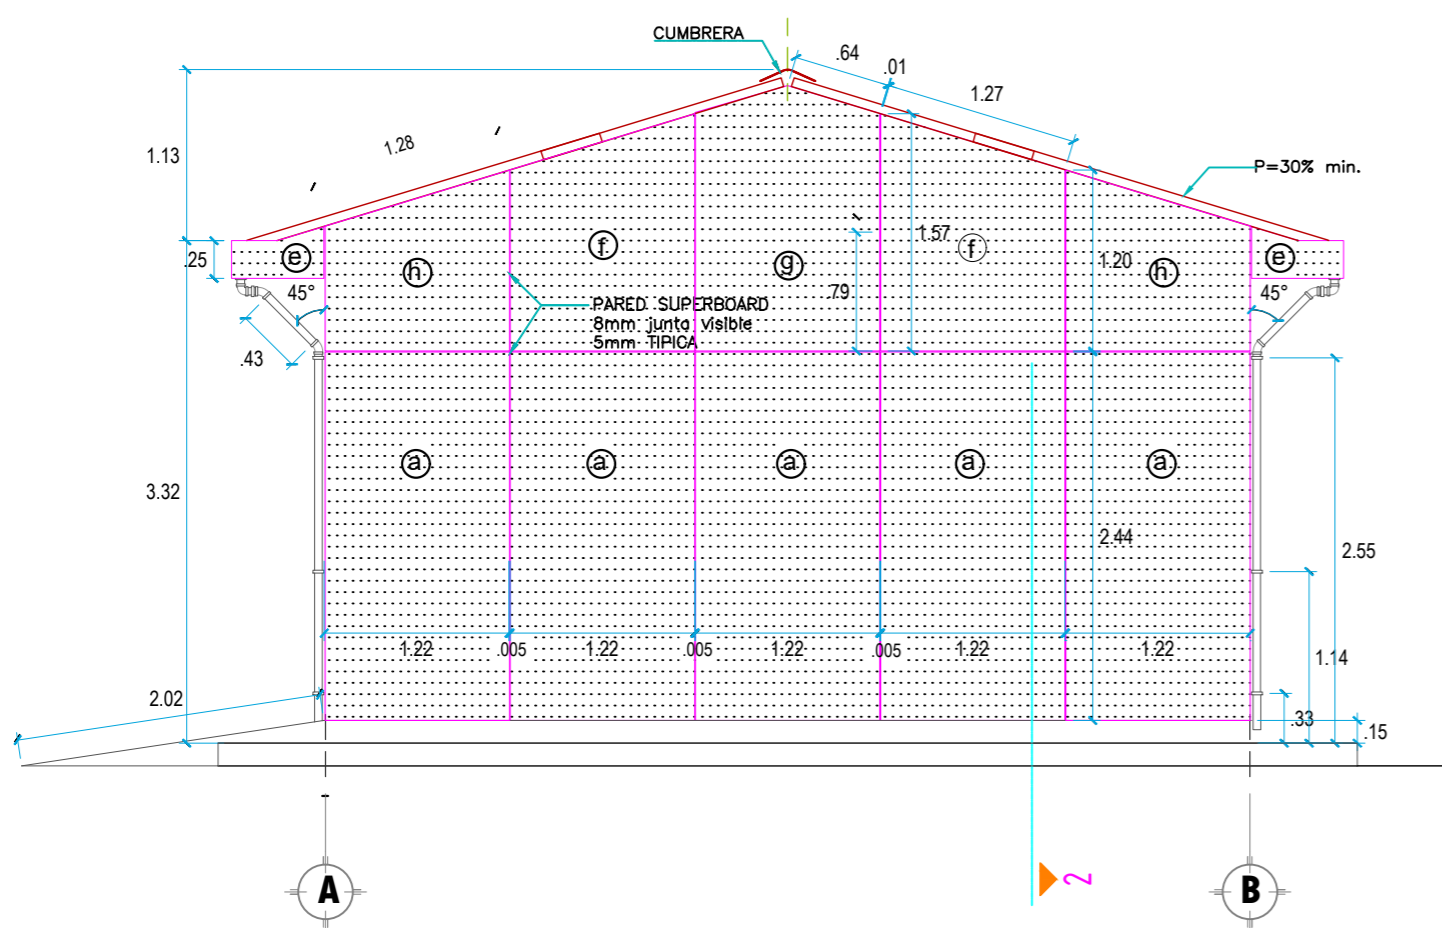 CUMBRERA
.64
.01
1.27
1.13
1.28
P=30% min.
.25
e
h
f
g
1.57
f
1.20
h
e
45°
.79
45°
PARED SUPERBOARD
8mm junta visible
5mm TIPICA
.43
a
a
a
a
a
3.32
2.44
2.55
1.22
.005
1.22
.005
1.22
.005
1.22
1.22
1.14
2.02
.33
.15
A
2
B